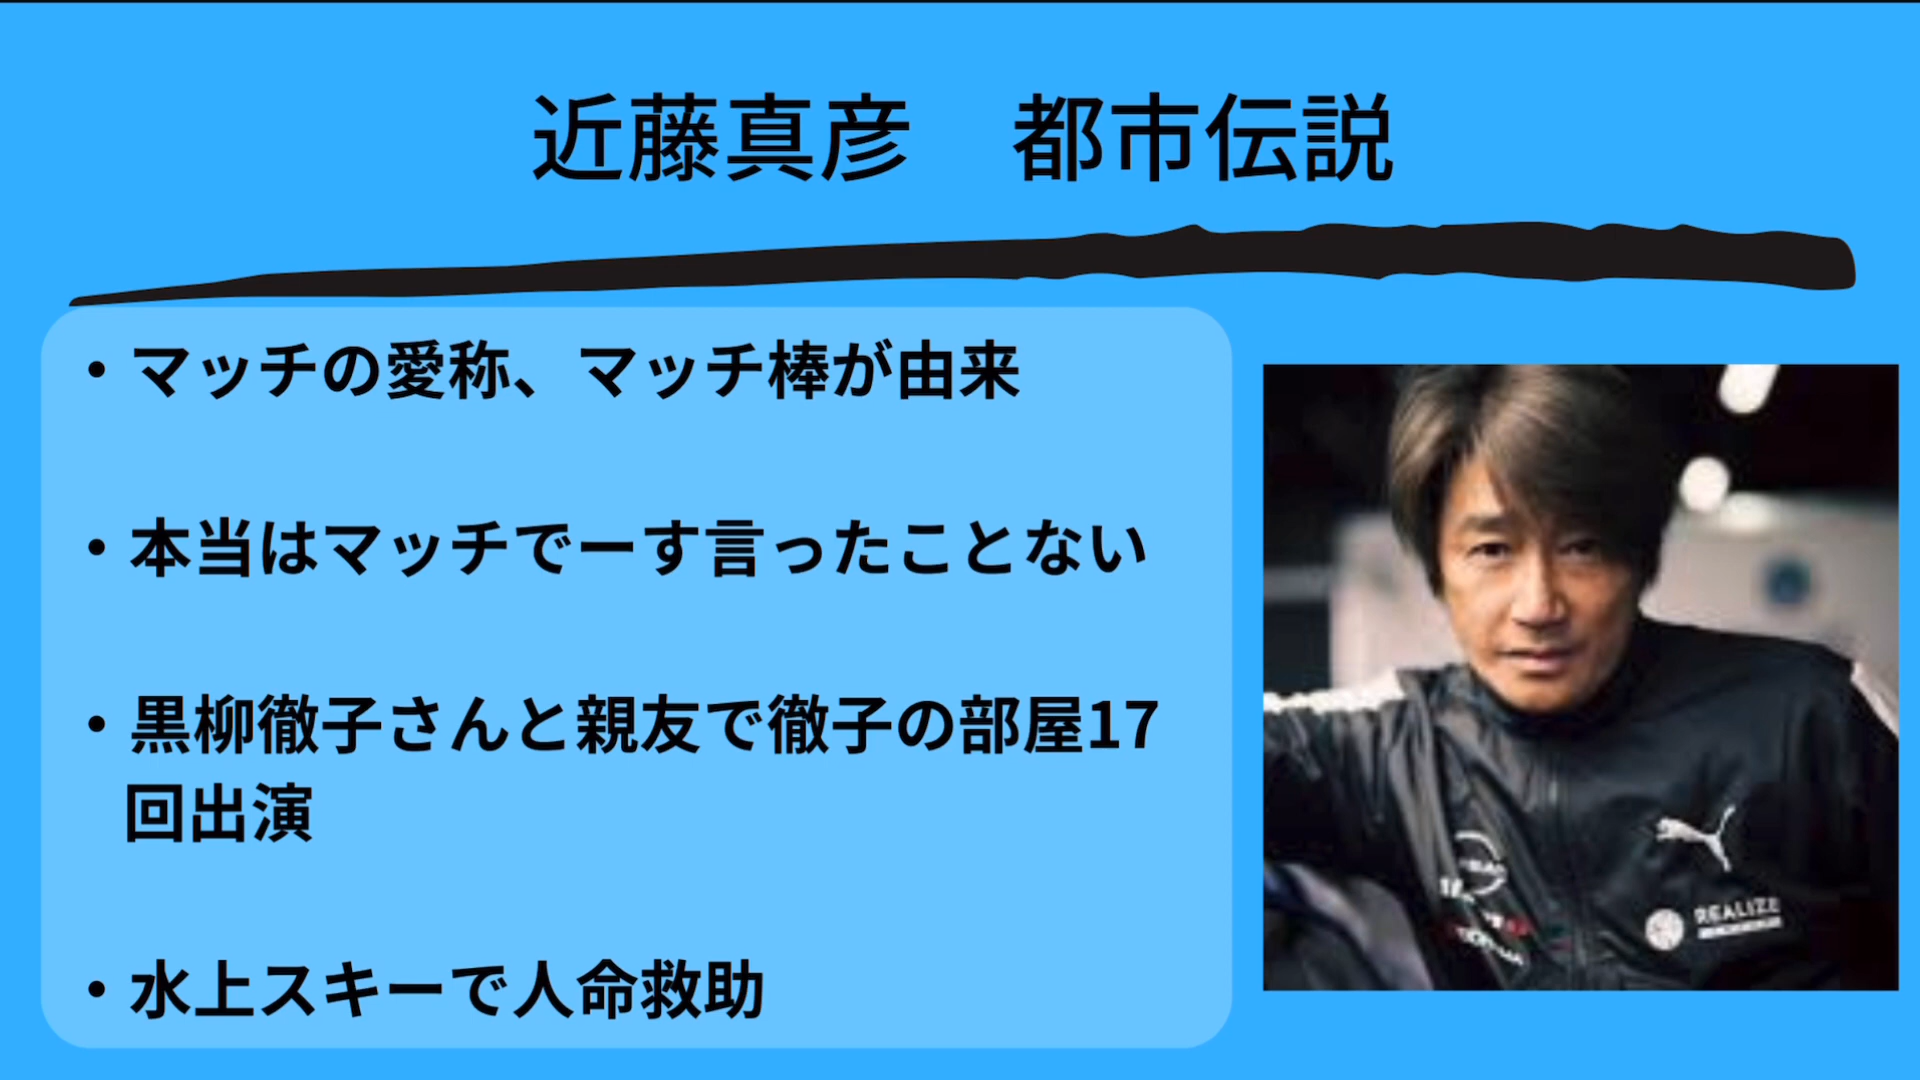 近藤真彦　都市伝説
・マッチの愛称、マッチ棒が由来
・本当はマッチでーす言ったことない
・黒柳徹子さんと親友で徹子の部屋17
回出演
・水上スキーで人命救助
REALIZE